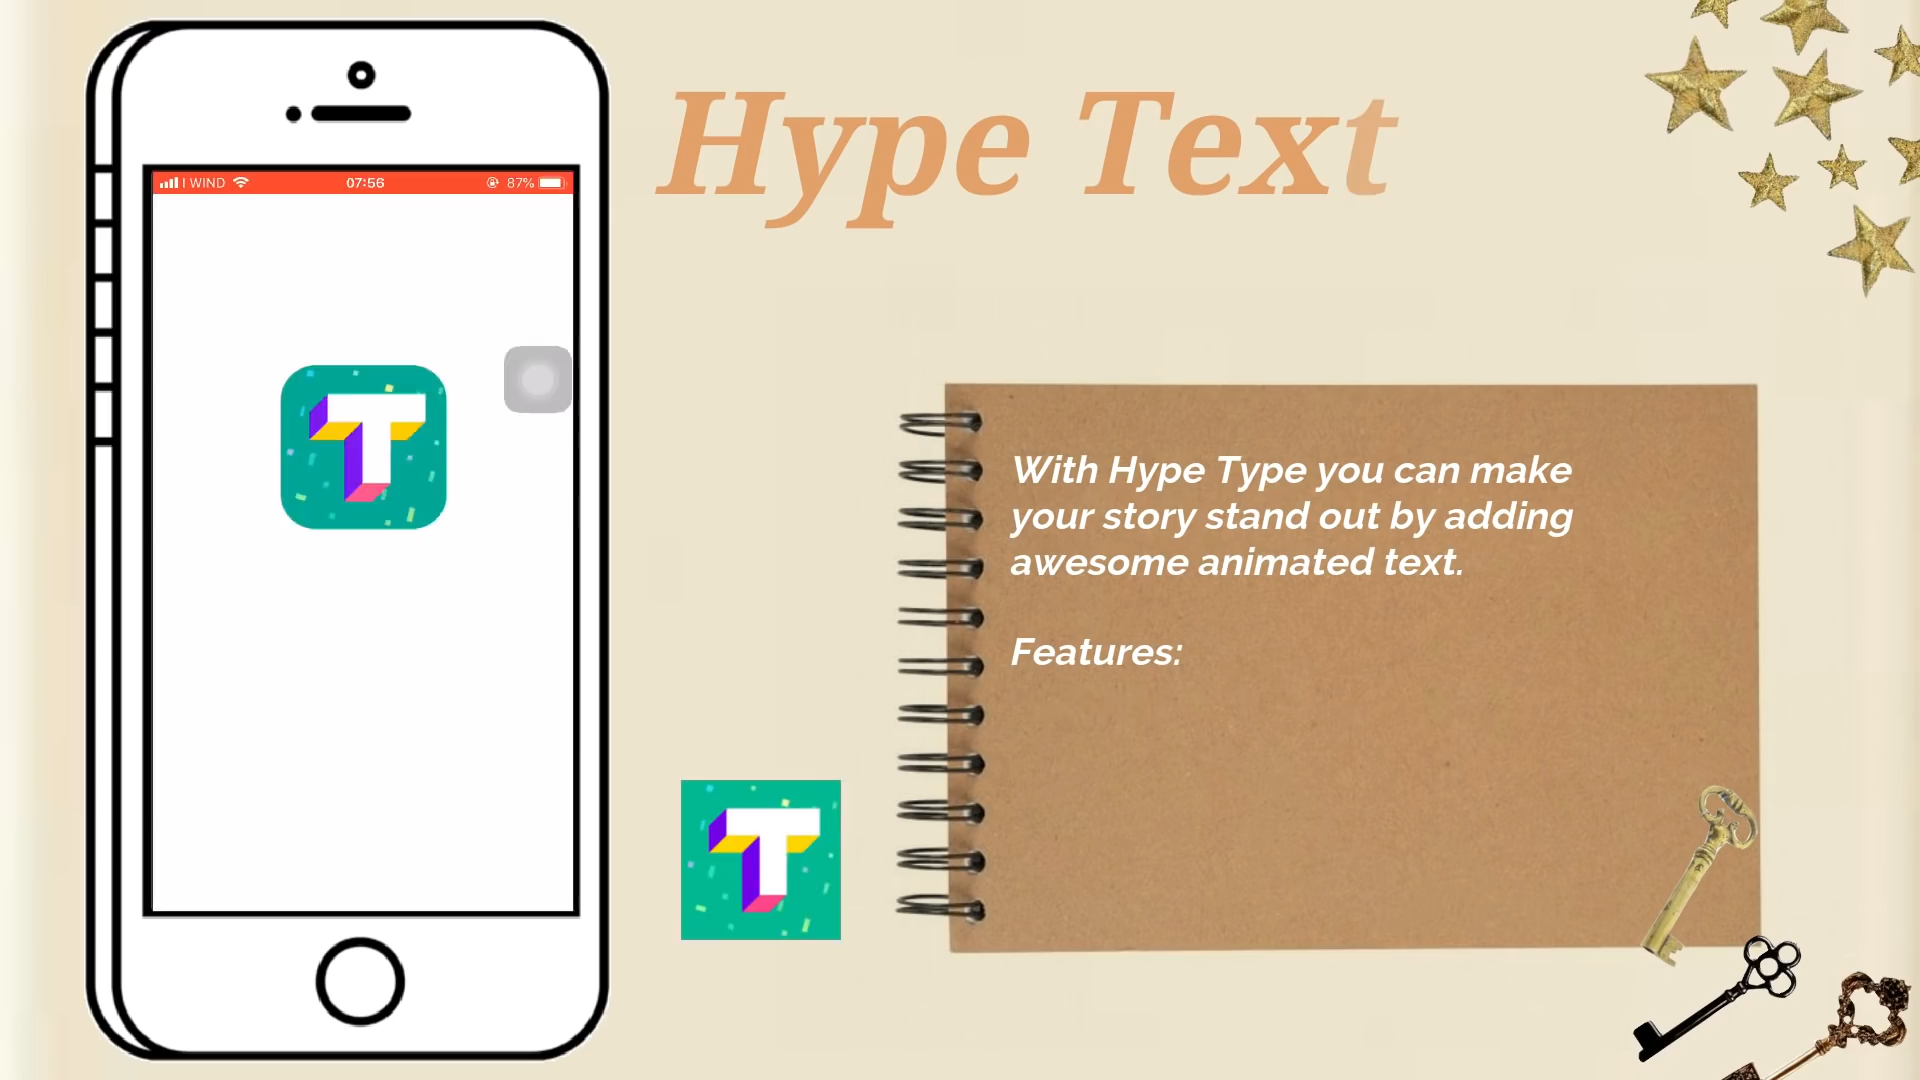 Hype Text
I WIND 07:56 87%
T
With Hype Type you can make
your story stand out by adding
awesome animated text.
Features:
T